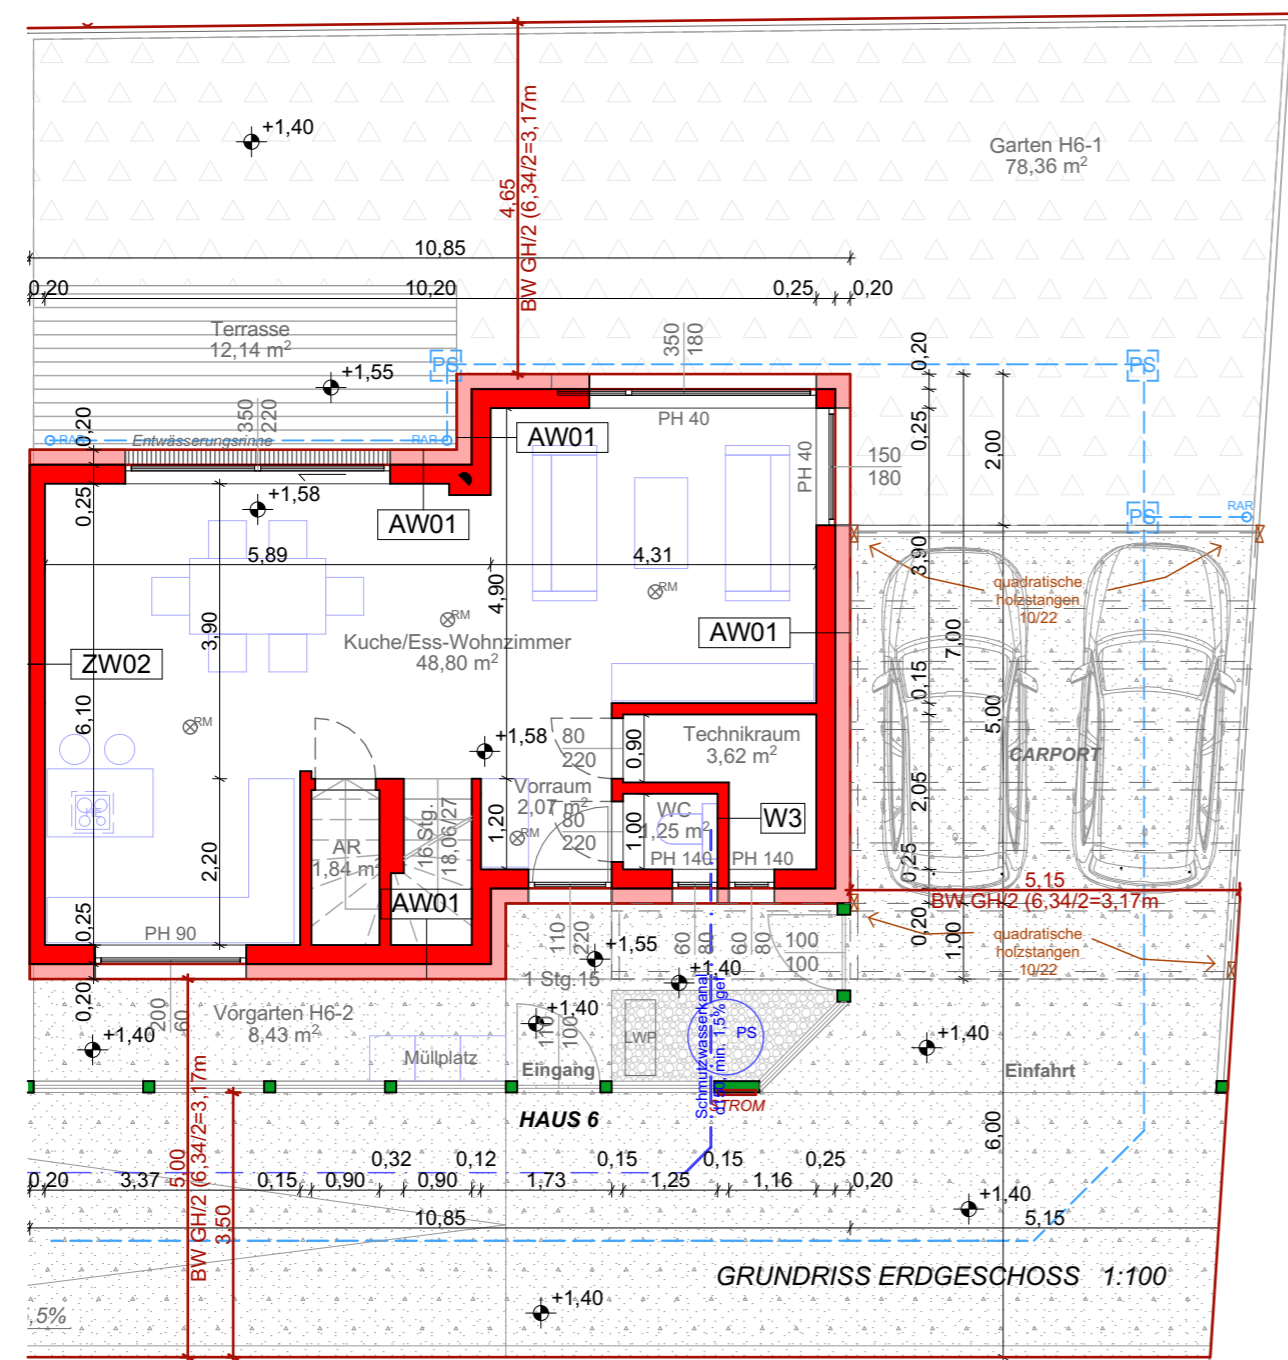 +1,40
Garten H6-1
78,36 m²
4,65
BW GH/2 (6,34/2=3,17m
10,85
0,20
10,20
0,25
0,20
Terrasse
12,14 m²
+1,55
350
180
PS
PS
0,20
0,25
2,00
0,20
350
220
RAR
Entwässerungsrinne
RAR
AW01
PH 40
PH 40
150
180
+1,58
0,25
AW01
PS
RAR
5,89
4,31
4,90
3,90
quadratische
holzstangen
10/22
RM
RM
3,90
Kuche/Ess-Wohnzimmer
48,80 m²
AW01
7,00
ZW02
6,10
RM
0,15
5,00
+1,58
80
220
0,90
Technikraum
3,62 m²
CARPORT
Vorraum
2,07 m²
RM
80
220
1,00
WC
1,25 m²
W3
2,05
16 Stg.
18,06/27
1,20
AR
1,84 m²
2,20
PH 140
PH 140
0,25
5,15
BW GH/2 (6,34/2=3,17m
AW01
0,25
PH 90
110
220
60
80
60
80
100
100
0,20
1,00
quadratische
holzstangen
10/22
+1,55
+1,40
0,20
200
60
1 Stg.15
Vorgarten H6-2
8,43 m²
+1,40
+1,40
110
100
LWP
PS
Schmutzwasserkanal
d150, min. 1,5% gef.
+1,40
Müllplatz
Eingang
Einfahrt
STROM
HAUS 6
5,00
BW GH/2 (6,34/2=3,17m
3,50
6,00
0,32
0,12
0,15
0,15
0,25
0,20
3,37
0,15
0,90
0,90
1,73
1,25
1,16
0,20
+1,40
10,85
5,15
GRUNDRISS ERDGESCHOSS 1:100
+1,40
,5%